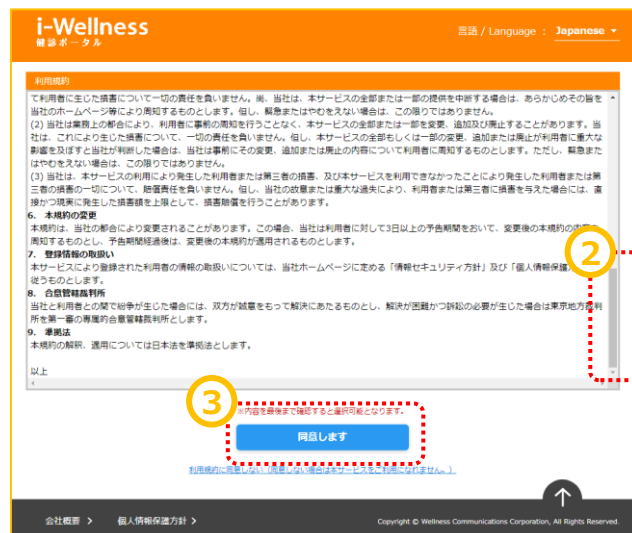 i-Wellness
健診ポータル
言語 / Language : Japanese
利用規約
て利用者に生じた損害について一切の責任を負いません。尚、当社は、本サービスの全部または一部の提供を中断する場合は、あらかじめその旨を
当社のホームページ等により周知するものとします。但し、緊急またはやむをえない場合は、この限りではありません。
(2) 当社は業務上の都合により、利用者に事前の周知を行うことなく、本サービスの全部または一部を変更、追加及び廃止することがあります。当
社は、これにより生じた損害について、一切の責任を負いません。但し、本サービスの全部もしくは一部の変更、追加または廃止が利用者に重大な
影響を及ぼすと当社が判断した場合は、当社は事前にその変更、追加または廃止の内容について利用者に周知するものとします。ただし、緊急また
はやむをえない場合は、この限りではありません。
(3) 当社は、本サービスの利用により発生した利用者または第三者の損害、及び本サービスを利用できなかったことにより発生した利用者または第
三者の損害の一切について、賠償責任を負いません。但し、当社の故意または重大な過失により、利用者または第三者に損害を与えた場合には、直
接かつ現実に発生した損害額を上限として、損害賠償を行うことがあります。
6. 本規約の変更
本規約は、当社の都合により変更されることがあります。この場合、当社は利用者に対して3日以上の予告期間をおいて、変更後の本規約の内容を
周知するものとし、予告期間経過後は、変更後の本規約が適用されるものとします。
7. 登録情報の取扱い
本サービスにより登録された利用者の情報の取扱いについては、当社ホームページに定める「情報セキュリティ方針」及び「個人情報保護方
従うものとします。
8. 合意管轄裁判所
当社と利用者との間で紛争が生じた場合には、双方が誠意をもって解決にあたるものとし、解決が困難かつ訴訟の必要が生じた場合は東京地方裁判
所を第一審の専属的合意管轄裁判所とします。
9. 準拠法
本規約の解釈、適用については日本法を準拠法とします。
以上
②
③
※内容を最後まで確認すると選択可能となります。
同意します
利用規約に同意しない（同意しない場合は本サービスをご利用になれません。）
会社概要 個人情報保護方針
Copyright © Wellness Communications Corporation, All Rights Reserved.